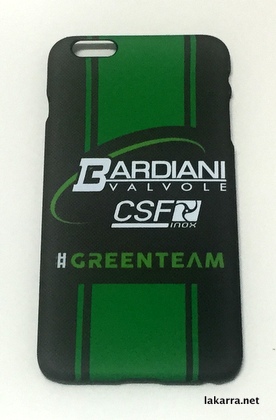 BARDIANI
VALVOLE
CSF
inox
#GREENTEAM
lakarra.net